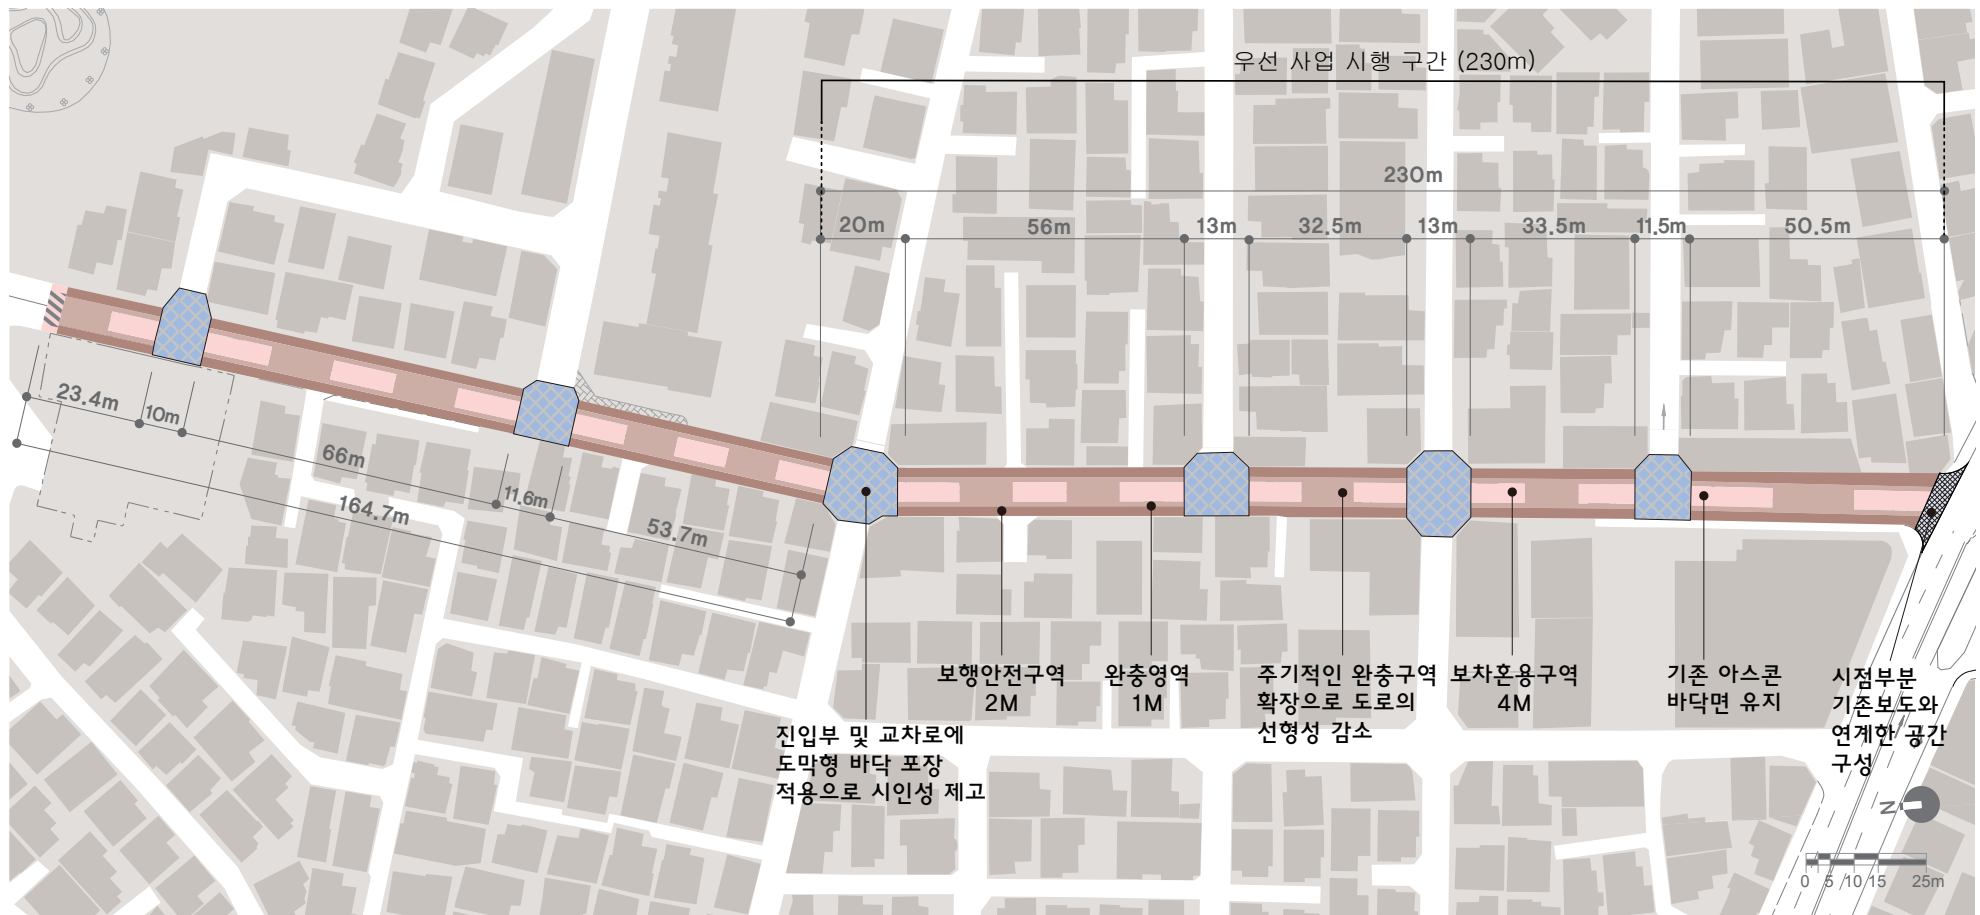 우선 사업 시행 구간 (230m)
230m
20m
56m
13m
32.5m
13m
33.5m
11.5m
50.5m
23.4m
10m
66m
11.6m
164.7m
53.7m
보행안전구역
2M
완충영역
1M
주기적인 완충구역
확장으로 도로의
선형성 감소
보차혼용구역
4M
기존 아스콘
바닥면 유지
시점부분
기존보도와
연계한 공간
구성
진입부 및 교차로에
도막형 바닥 포장
적용으로 시인성 제고
N
0 5 10 15 25m